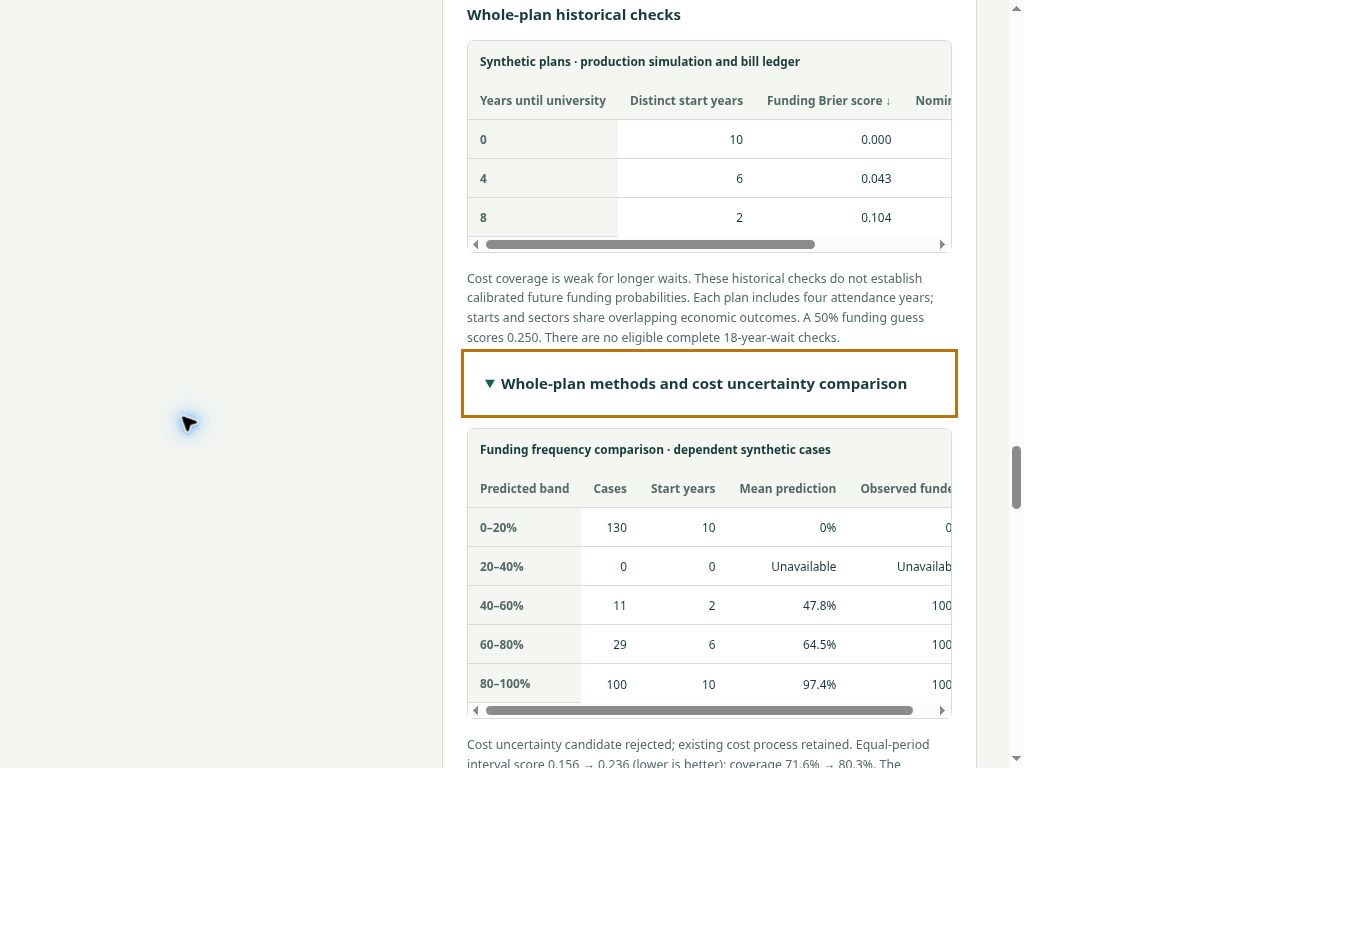 Whole-plan historical checks
Synthetic plans · production simulation and bill ledger
Years until university Distinct start years Funding Brier score ↓
0 10 0.000
4 6 0.043
8 2 0.104
Cost coverage is weak for longer waits. These historical checks do not establish
calibrated future funding probabilities. Each plan includes four attendance years;
starts and sectors share overlapping economic outcomes. A 50% funding guess
scores 0.250. There are no eligible complete 18-year-wait checks.
▼ Whole-plan methods and cost uncertainty comparison
Funding frequency comparison · dependent synthetic cases
Predicted band Cases Start years Mean prediction Observed
0–20% 130 10 0% 0
20–40% 0 0 Unavailable
40–60% 11 2 47.8% 100
60–80% 29 6 64.5% 100
80–100% 100 10 97.4% 100
Cost uncertainty candidate rejected; existing cost process retained. Equal-period
interval score 0.156 → 0.236 (lower is better); coverage 71.6% → 80.3%. The